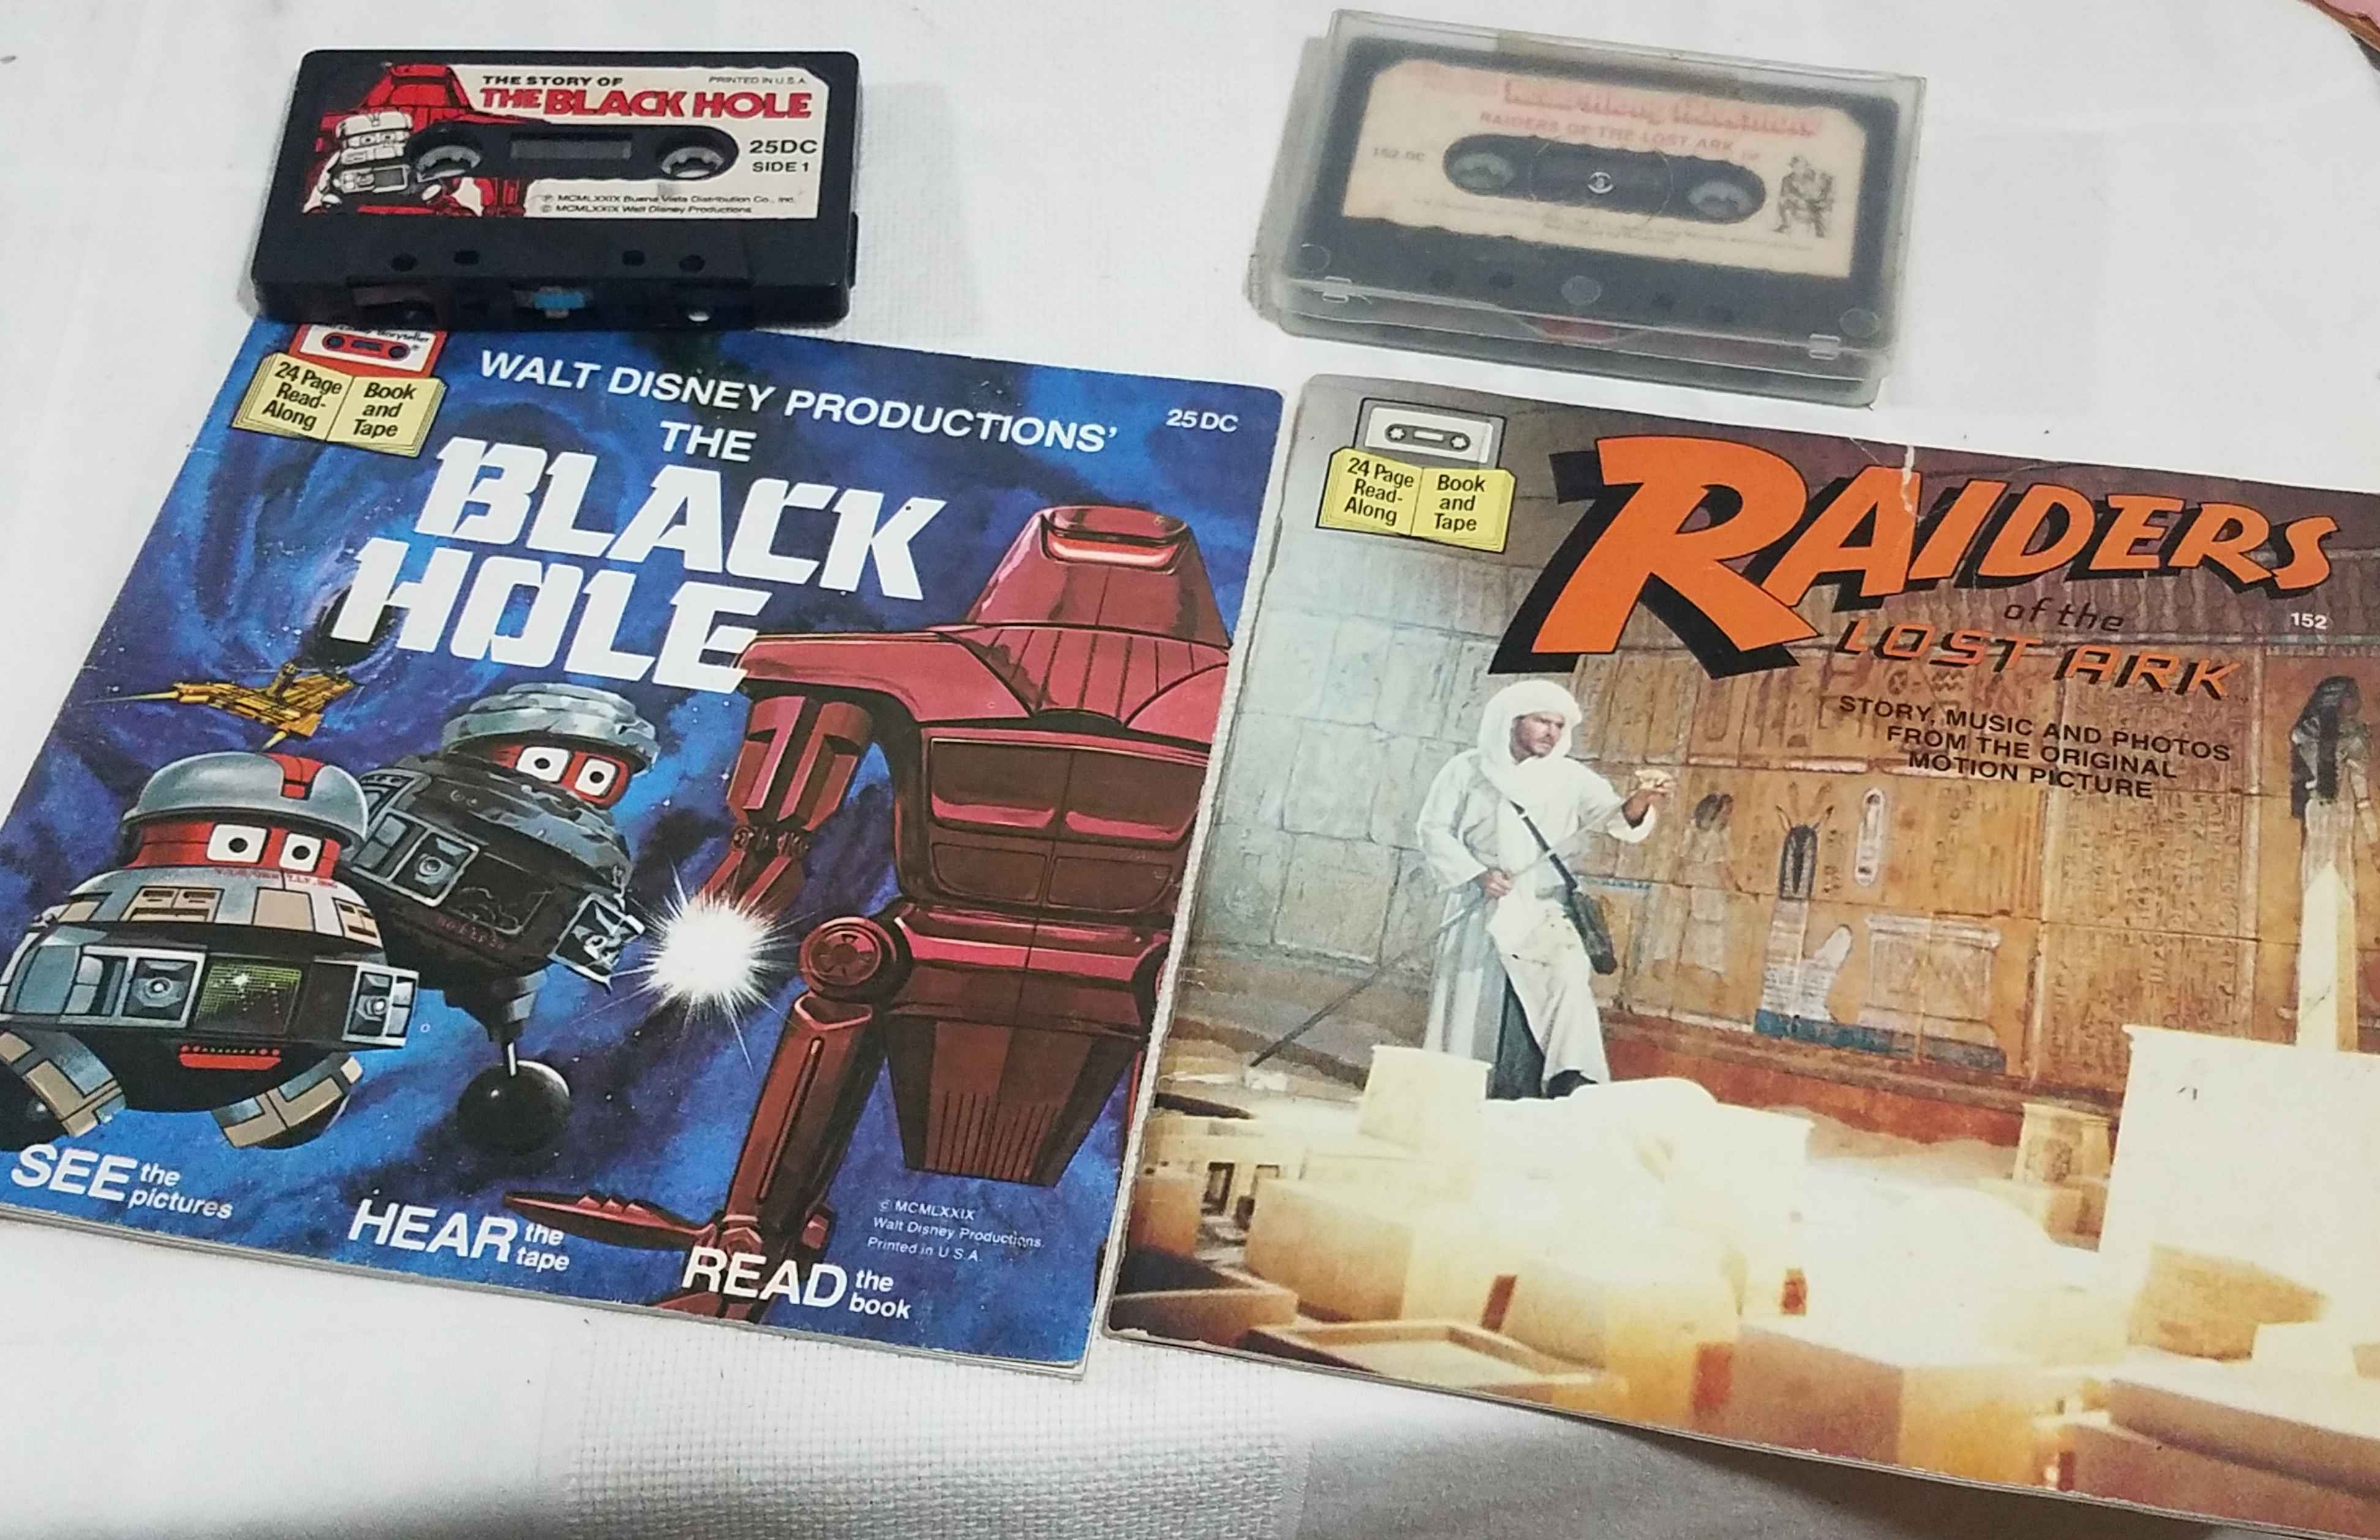 THE STORY OF
PRINTED IN U.S.A.
THE BLACK HOLE
25DC
SIDE 1
℗ MCMLXXIX Buena Vista Distribution Co., Inc.
© MCMLXXIX Walt Disney Productions
RAIDERS OF THE LOST ARK
152 DC
Storyteller
24 Page
Read-
Along
Book
and
Tape
WALT DISNEY PRODUCTIONS'
25 DC
THE
BLACK
HOLE
SEE the
pictures
HEAR the
tape
READ the
book
© MCMLXXIX
Walt Disney Productions.
Printed in U.S.A.
24 Page
Read-
Along
Book
and
Tape
RAIDERS
of the
LOST ARK
152
STORY, MUSIC AND PHOTOS
FROM THE ORIGINAL
MOTION PICTURE